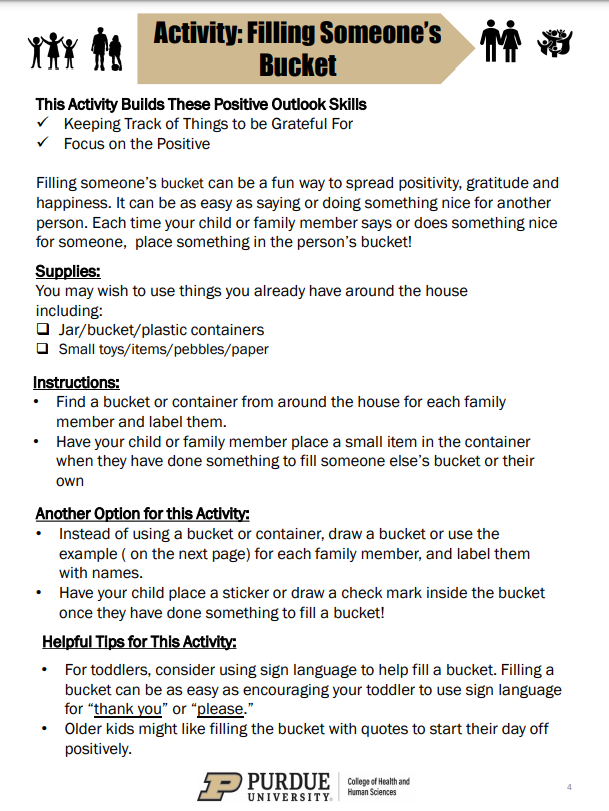 Activity: Filling Someone's
Bucket
This Activity Builds These Positive Outlook Skills
✓ Keeping Track of Things to be Grateful For
✓ Focus on the Positive
Filling someone's bucket can be a fun way to spread positivity, gratitude and
happiness. It can be as easy as saying or doing something nice for another
person. Each time your child or family member says or does something nice
for someone, place something in the person's bucket!
Supplies:
You may wish to use things you already have around the house
including:
❑ Jar/bucket/plastic containers
❑ Small toys/items/pebbles/paper
Instructions:
• Find a bucket or container from around the house for each family
member and label them.
• Have your child or family member place a small item in the container
when they have done something to fill someone else's bucket or their
own
Another Option for this Activity:
• Instead of using a bucket or container, draw a bucket or use the
example ( on the next page) for each family member, and label them
with names.
• Have your child place a sticker or draw a check mark inside the bucket
once they have done something to fill a bucket!
Helpful Tips for This Activity:
• For toddlers, consider using sign language to help fill a bucket. Filling a
bucket can be as easy as encouraging your toddler to use sign language
for “thank you” or “please.”
• Older kids might like filling the bucket with quotes to start their day off
positively.
P PURDUE UNIVERSITY®
College of Health and
Human Sciences
4